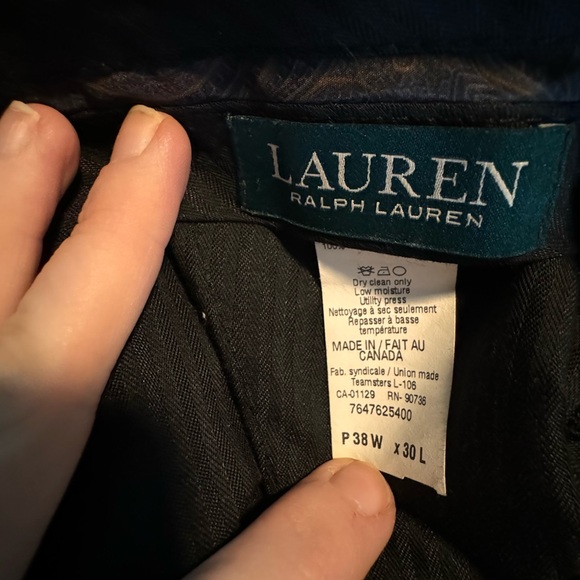 LAUREN
RALPH LAUREN
100%
Dry clean only
Low moisture
Utility press
Nettoyage à sec seulement
Repasser à basse
température
MADE IN / FAIT AU
CANADA
Fab. syndicale / Union made
Teamsters L-106
CA-01129 RN- 90736
7647625400
P 38 W x 30 L